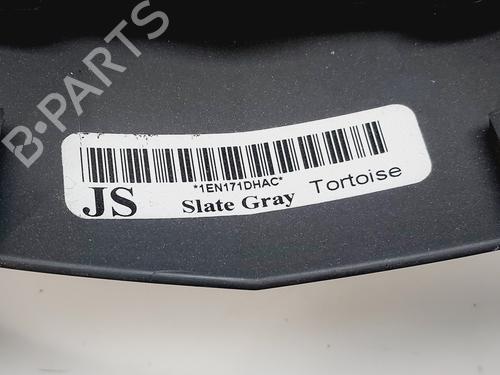 B-PARTS
*1EN171DHAC*
JS Slate Gray Tortoise